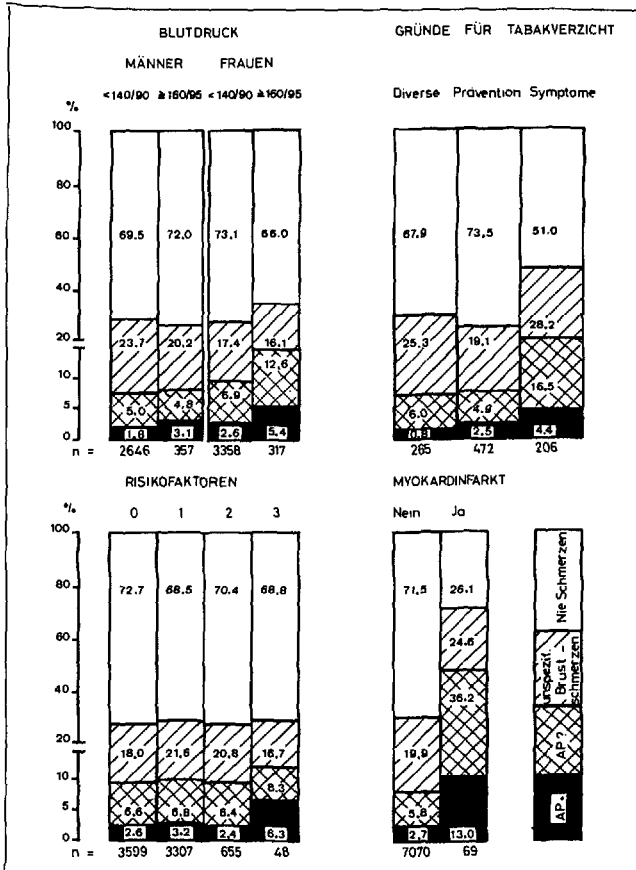 BLUTDRUCK
MÄNNER FRAUEN
<140/90 ≥160/95 <140/90 ≥160/95
%
100
80
60
40
20
10
5
0
69.5 72.0 73.1 66.0
23.7 20.2 17.4 16.1
5.0 4.8 6.9 12.6
1.8 3.1 2.6 5.4
n = 2646 357 3358 317
GRÜNDE FÜR TABAKVERZICHT
Diverse Prävention Symptome
67.9 73.5 51.0
25.3 19.1 28.2
6.0 4.9 16.5
0.8 2.5 4.4
265 472 206
RISIKOFAKTOREN
0 1 2 3
%
100
80
60
40
20
10
5
0
72.7 68.5 70.4 68.8
18.0 21.5 20.8 16.7
6.6 6.8 6.4 8.3
2.6 3.2 2.4 6.3
n = 3599 3307 655 48
MYOKARDINFARKT
Nein Ja
71.5 26.1
19.9 24.6
5.8 36.2
2.7 13.0
7070 69
Nie Schmerzen
unspezif.
Brust-
schmerzen
AP?
AP